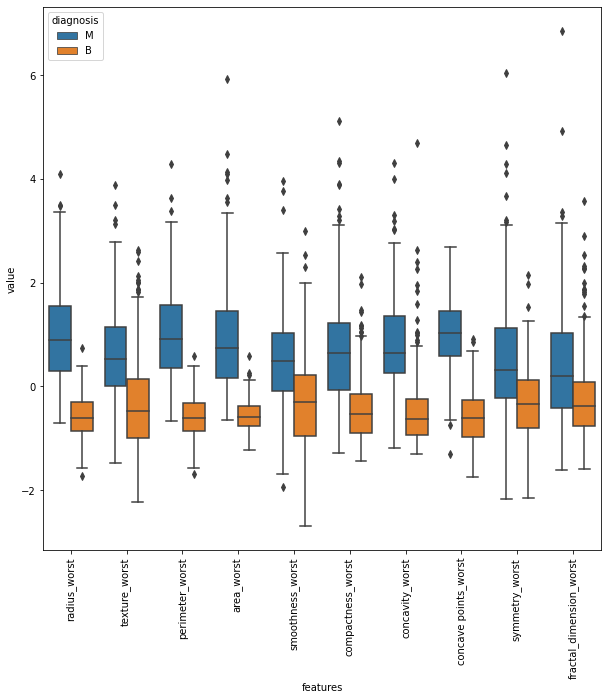 diagnosis
M
B
value
6
4
2
0
−2
radius_worst
texture_worst
perimeter_worst
area_worst
smoothness_worst
compactness_worst
concavity_worst
concave points_worst
symmetry_worst
fractal_dimension_worst
features